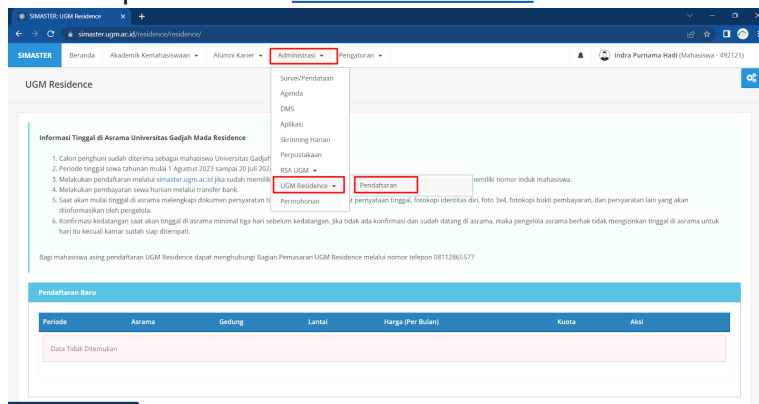 SIMASTER: UGM Residence
simaster.ugm.ac.id/residence/residence/
SIMASTER Beranda Akademik Kemahasiswaan Alumni Karier Administrasi Pengaturan Indra Purnama Hadi (Mahasiswa - 492121)
UGM Residence
Survei/Pendataan
Agenda
DMS
Aplikasi
Skrinning Harian
Perpustakaan
RSA UGM
UGM Residence Pendaftaran
Permohonan
Informasi Tinggal di Asrama Universitas Gadjah Mada Residence
1. Calon penghuni sudah diterima sebagai mahasiswa Universitas Gadjah
2. Periode tinggal sewa tahunan mulai 1 Agustus 2023 sampai 20 Juli 202
3. Melakukan pendaftaran melalui simaster.ugm.ac.id jika sudah memilik emiliki nomor induk mahasiswa.
4. Melakukan pembayaran sewa hunian melalui transfer bank.
5. Saat akan mulai tinggal di asrama melengkapi dokumen persyaratan ti t pernyataan tinggal, fotokopi identitas diri, foto 3x4, fotokopi bukti pembayaran, dan persyaratan lain yang akan
diinformasikan oleh pengelola.
6. Konfirmasi kedatangan saat akan tinggal di asrama minimal tiga hari sebelum kedatangan. Jika tidak ada konfirmasi dan sudah datang di asrama, maka pengelola asrama berhak tidak mengizinkan tinggal di asrama untuk
hari itu kecuali kamar sudah siap ditempati.
Bagi mahasiswa asing pendaftaran UGM Residence dapat menghubungi Bagian Pemasaran UGM Residence melalui nomor telepon 08112865577
Pendaftaran Baru
Periode Asrama Gedung Lantai Harga (Per Bulan) Kuota Aksi
Data Tidak Ditemukan